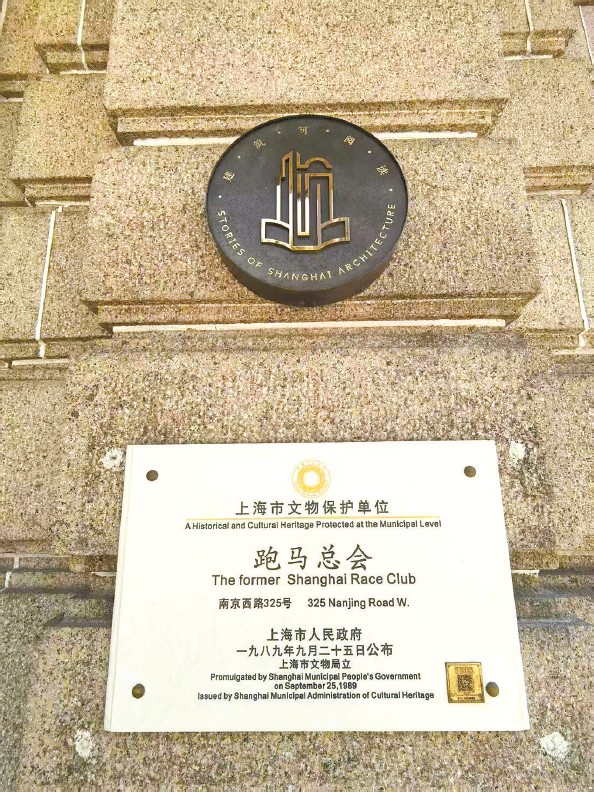 建筑可阅读
STORIES OF SHANGHAI ARCHITECTURE
上海市文物保护单位
A Historical and Cultural Heritage Protected at the Municipal Level
跑马总会
The former Shanghai Race Club
南京西路325号 325 Nanjing Road W.
上海市人民政府
一九八九年九月二十五日公布
上海市文物局立
Promulgated by Shanghai Municipal People's Government
on September 25,1989
Issued by Shanghai Municipal Administration of Cultural Heritage